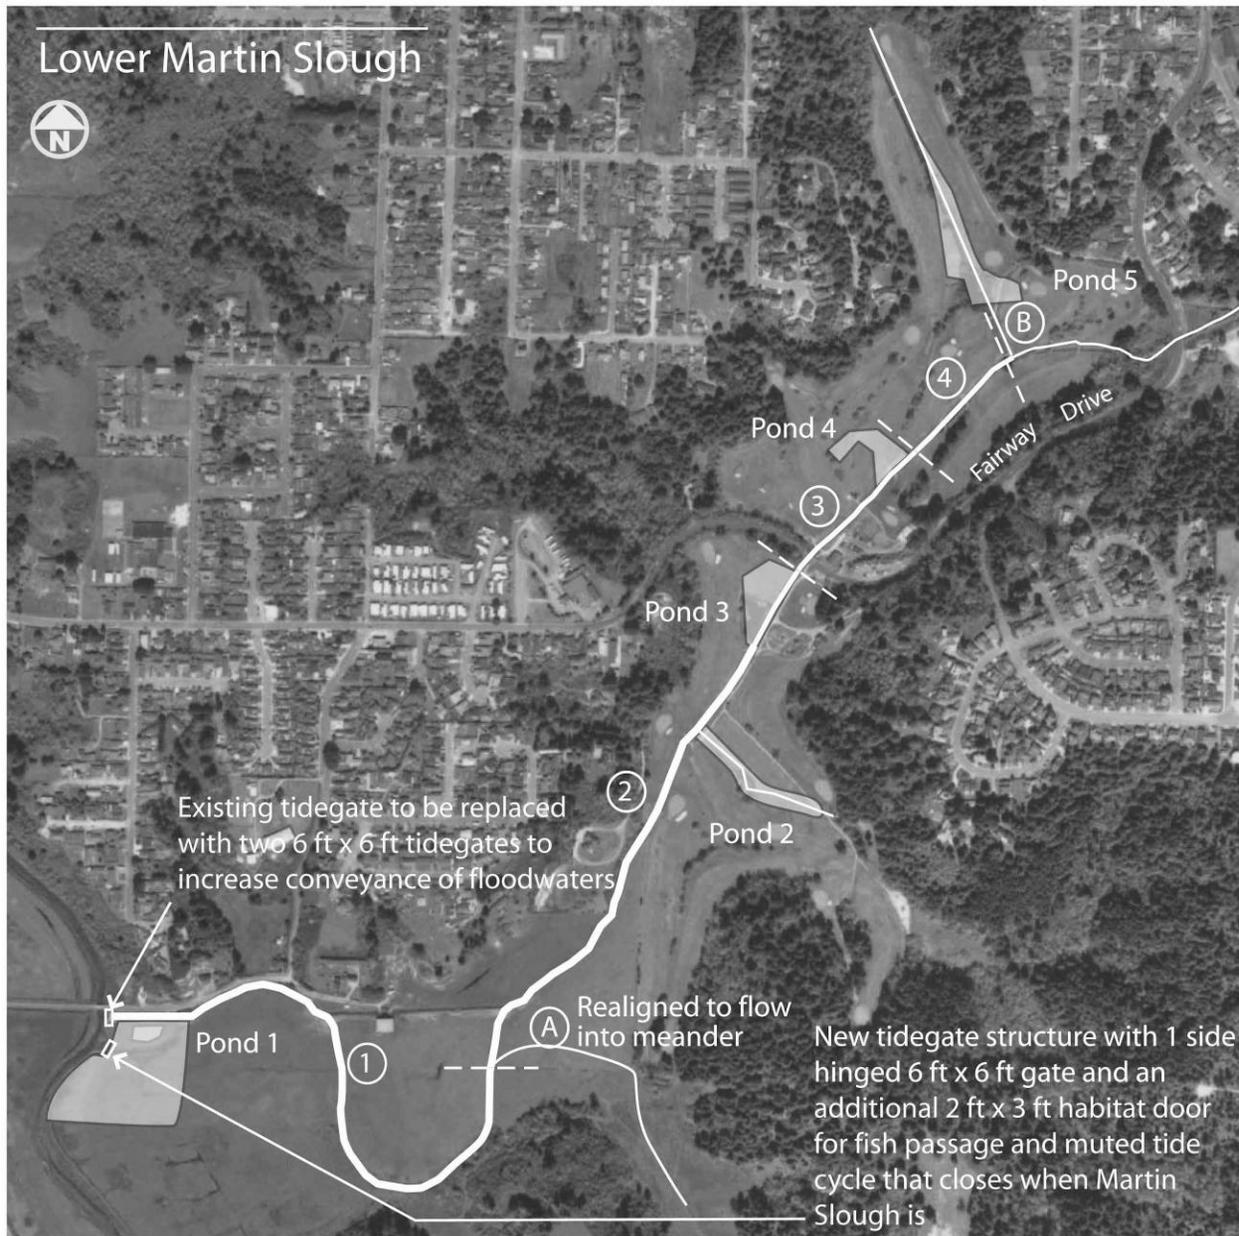 Lower Martin Slough
N
Pond 5
B
4
Fairway Drive
Pond 4
3
Pond 3
2
Pond 2
Existing tidegate to be replaced
with two 6 ft x 6 ft tidegates to
increase conveyance of floodwaters
A
Realigned to flow
into meander
Pond 1
1
New tidegate structure with 1 side
hinged 6 ft x 6 ft gate and an
additional 2 ft x 3 ft habitat door
for fish passage and muted tide
cycle that closes when Martin
Slough is